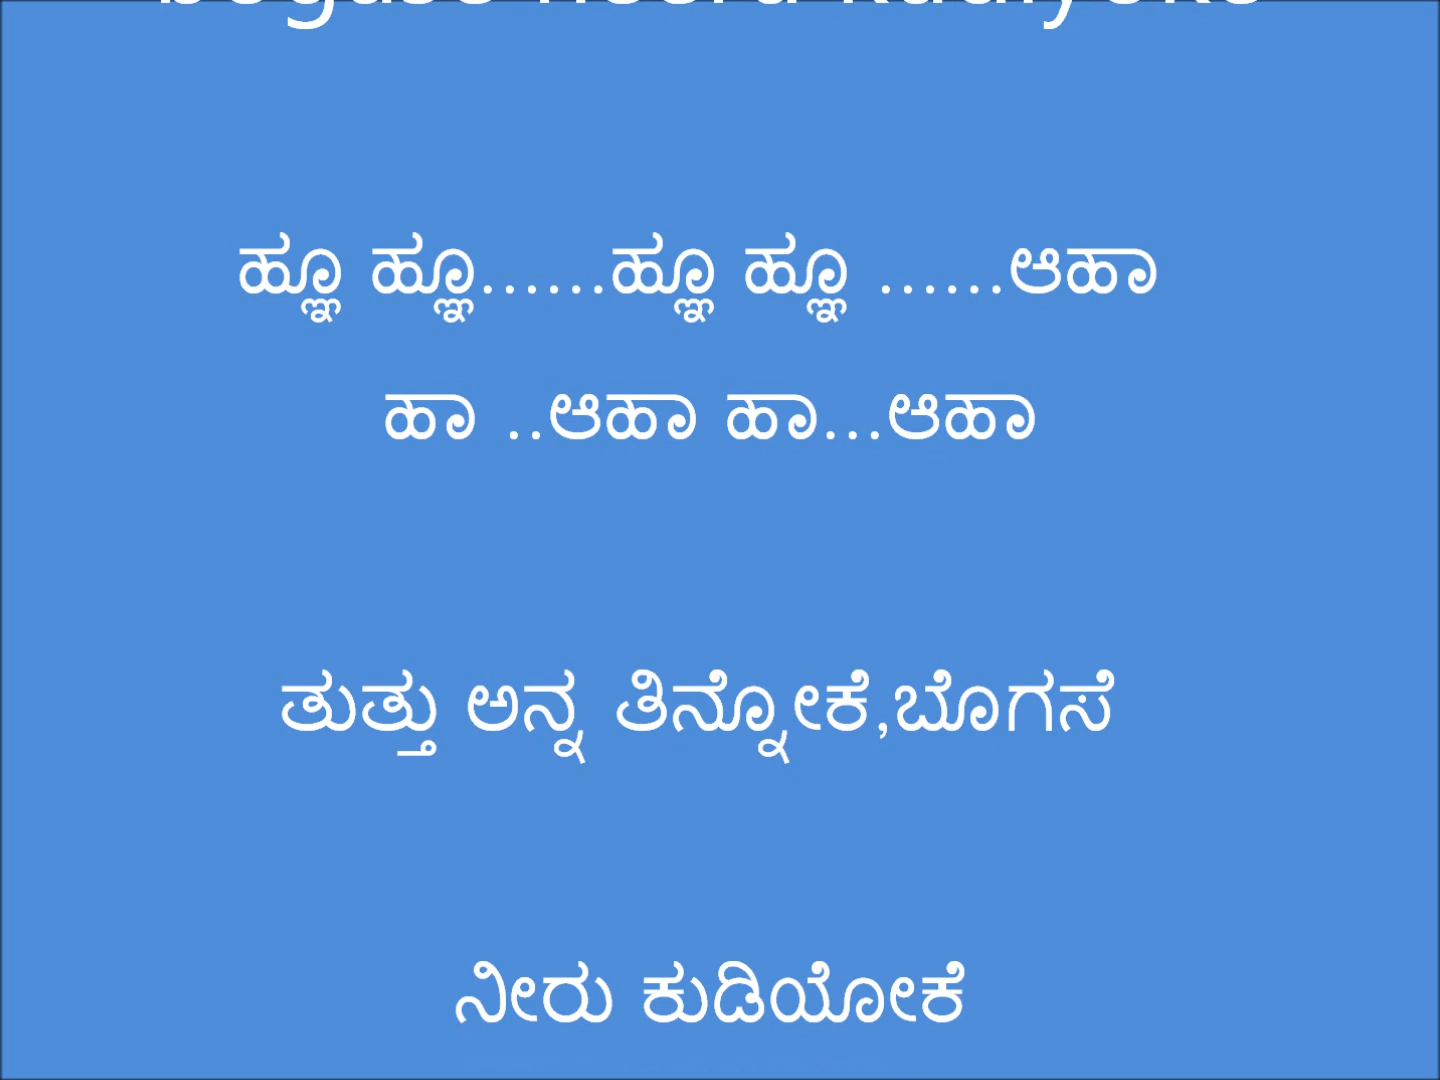 ಹ್ಞೂ ಹ್ಞೂ......ಹ್ಞೂ ಹ್ಞೂ ......ಆಹಾ
ಹಾ ..ಆಹಾ ಹಾ...ಆಹಾ
ತುತ್ತು ಅನ್ನ ತಿನ್ನೋಕೆ,ಬೊಗಸೆ
ನೀರು ಕುಡಿಯೋಕೆ